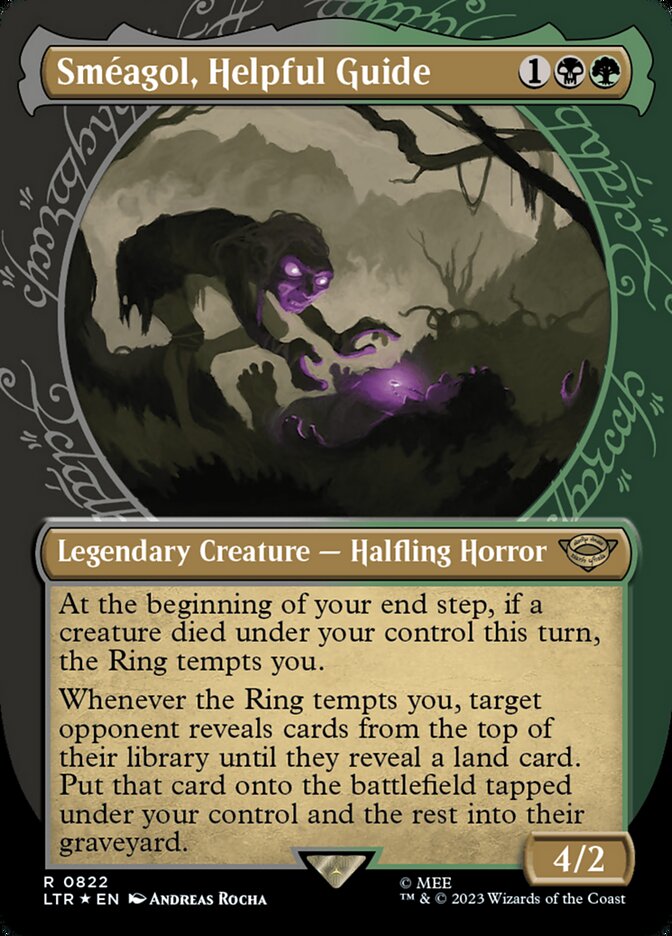 Sméagol, Helpful Guide
1
Legendary Creature — Halfling Horror
At the beginning of your end step, if a
creature died under your control this turn,
the Ring tempts you.
Whenever the Ring tempts you, target
opponent reveals cards from the top of
their library until they reveal a land card.
Put that card onto the battlefield tapped
under your control and the rest into their
graveyard.
4/2
R 0822
LTR ★ EN Andreas Rocha
© MEE
™ & © 2023 Wizards of the Coast